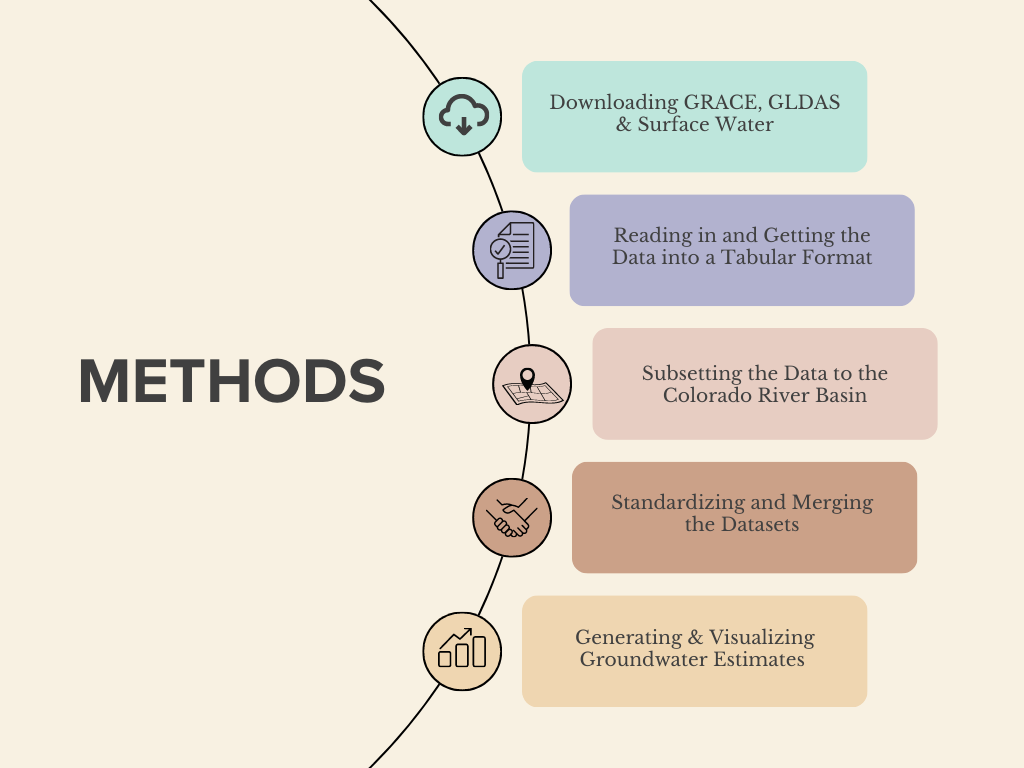 METHODS
Downloading GRACE, GLDAS
& Surface Water
Reading in and Getting the
Data into a Tabular Format
Subsetting the Data to the
Colorado River Basin
Standardizing and Merging
the Datasets
Generating & Visualizing
Groundwater Estimates